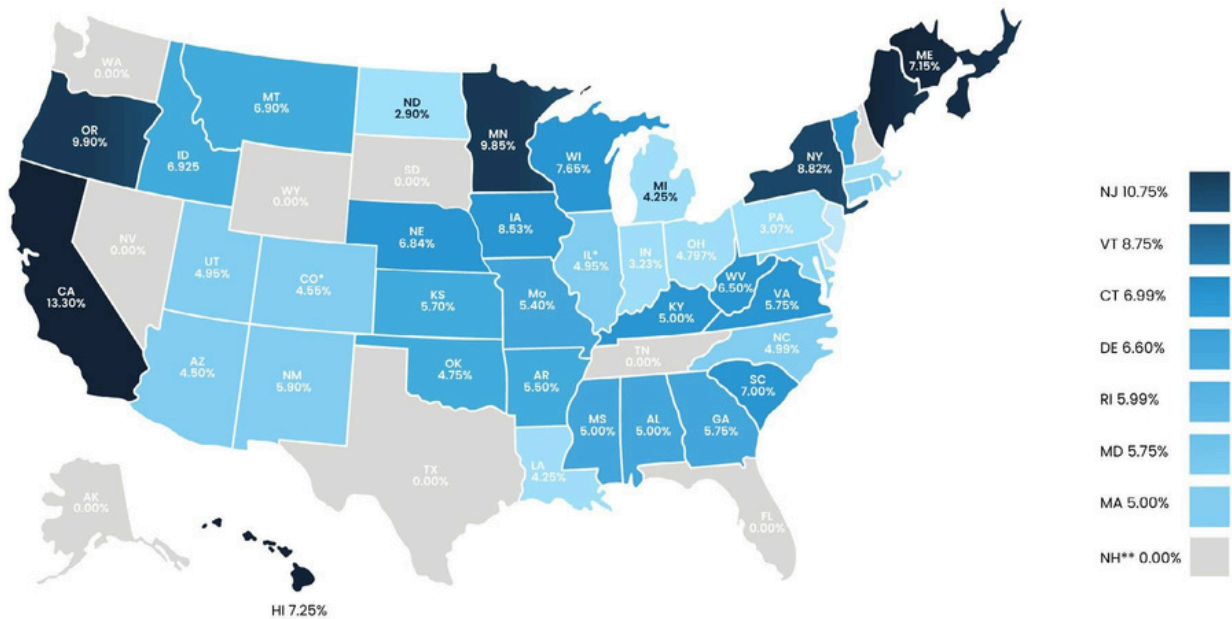 WA
0.00%
MT
6.90%
ND
2.90%
MN
9.85%
ME
7.15%
OR
9.90%
ID
6.925
SD
0.00%
WI
7.65%
NY
8.82%
WY
0.00%
MI
4.25%
NJ 10.75%
NV
0.00%
NE
6.84%
IA
8.53%
PA
3.07%
VT 8.75%
UT
4.95%
CO*
4.55%
IL*
4.95%
IN
3.23%
OH
4.797%
CA
13.30%
KS
5.70%
Mo
5.40%
WV
6.50%
VA
5.75%
CT 6.99%
KY
5.00%
DE 6.60%
AZ
4.50%
NM
5.90%
OK
4.75%
AR
5.50%
TN
0.00%
NC
4.99%
SC
7.00%
RI 5.99%
MS
5.00%
AL
5.00%
GA
5.75%
MD 5.75%
TX
0.00%
LA
4.25%
MA 5.00%
AK
0.00%
FL
0.00%
NH** 0.00%
HI 7.25%